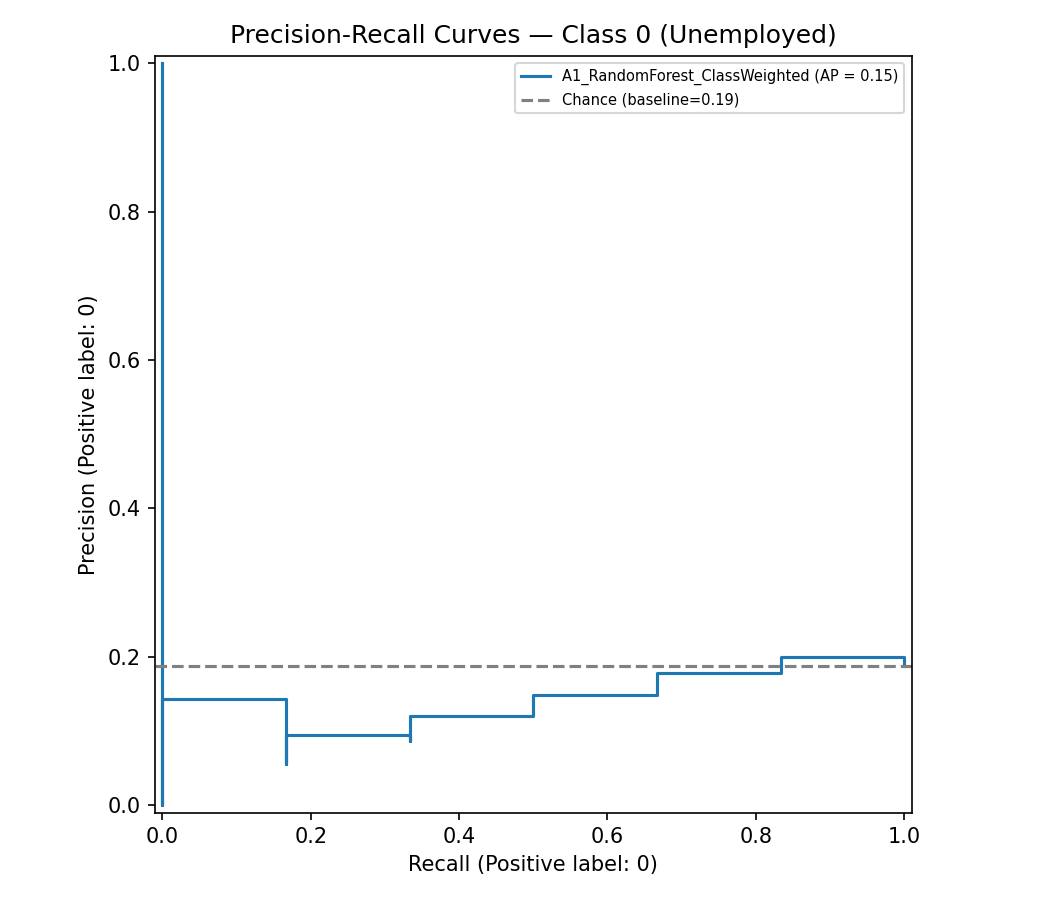 Precision-Recall Curves — Class 0 (Unemployed)
A1_RandomForest_ClassWeighted (AP = 0.15)
Chance (baseline=0.19)
Precision (Positive label: 0)
1.0
0.8
0.6
0.4
0.2
0.0
0.0 0.2 0.4 0.6 0.8 1.0
Recall (Positive label: 0)